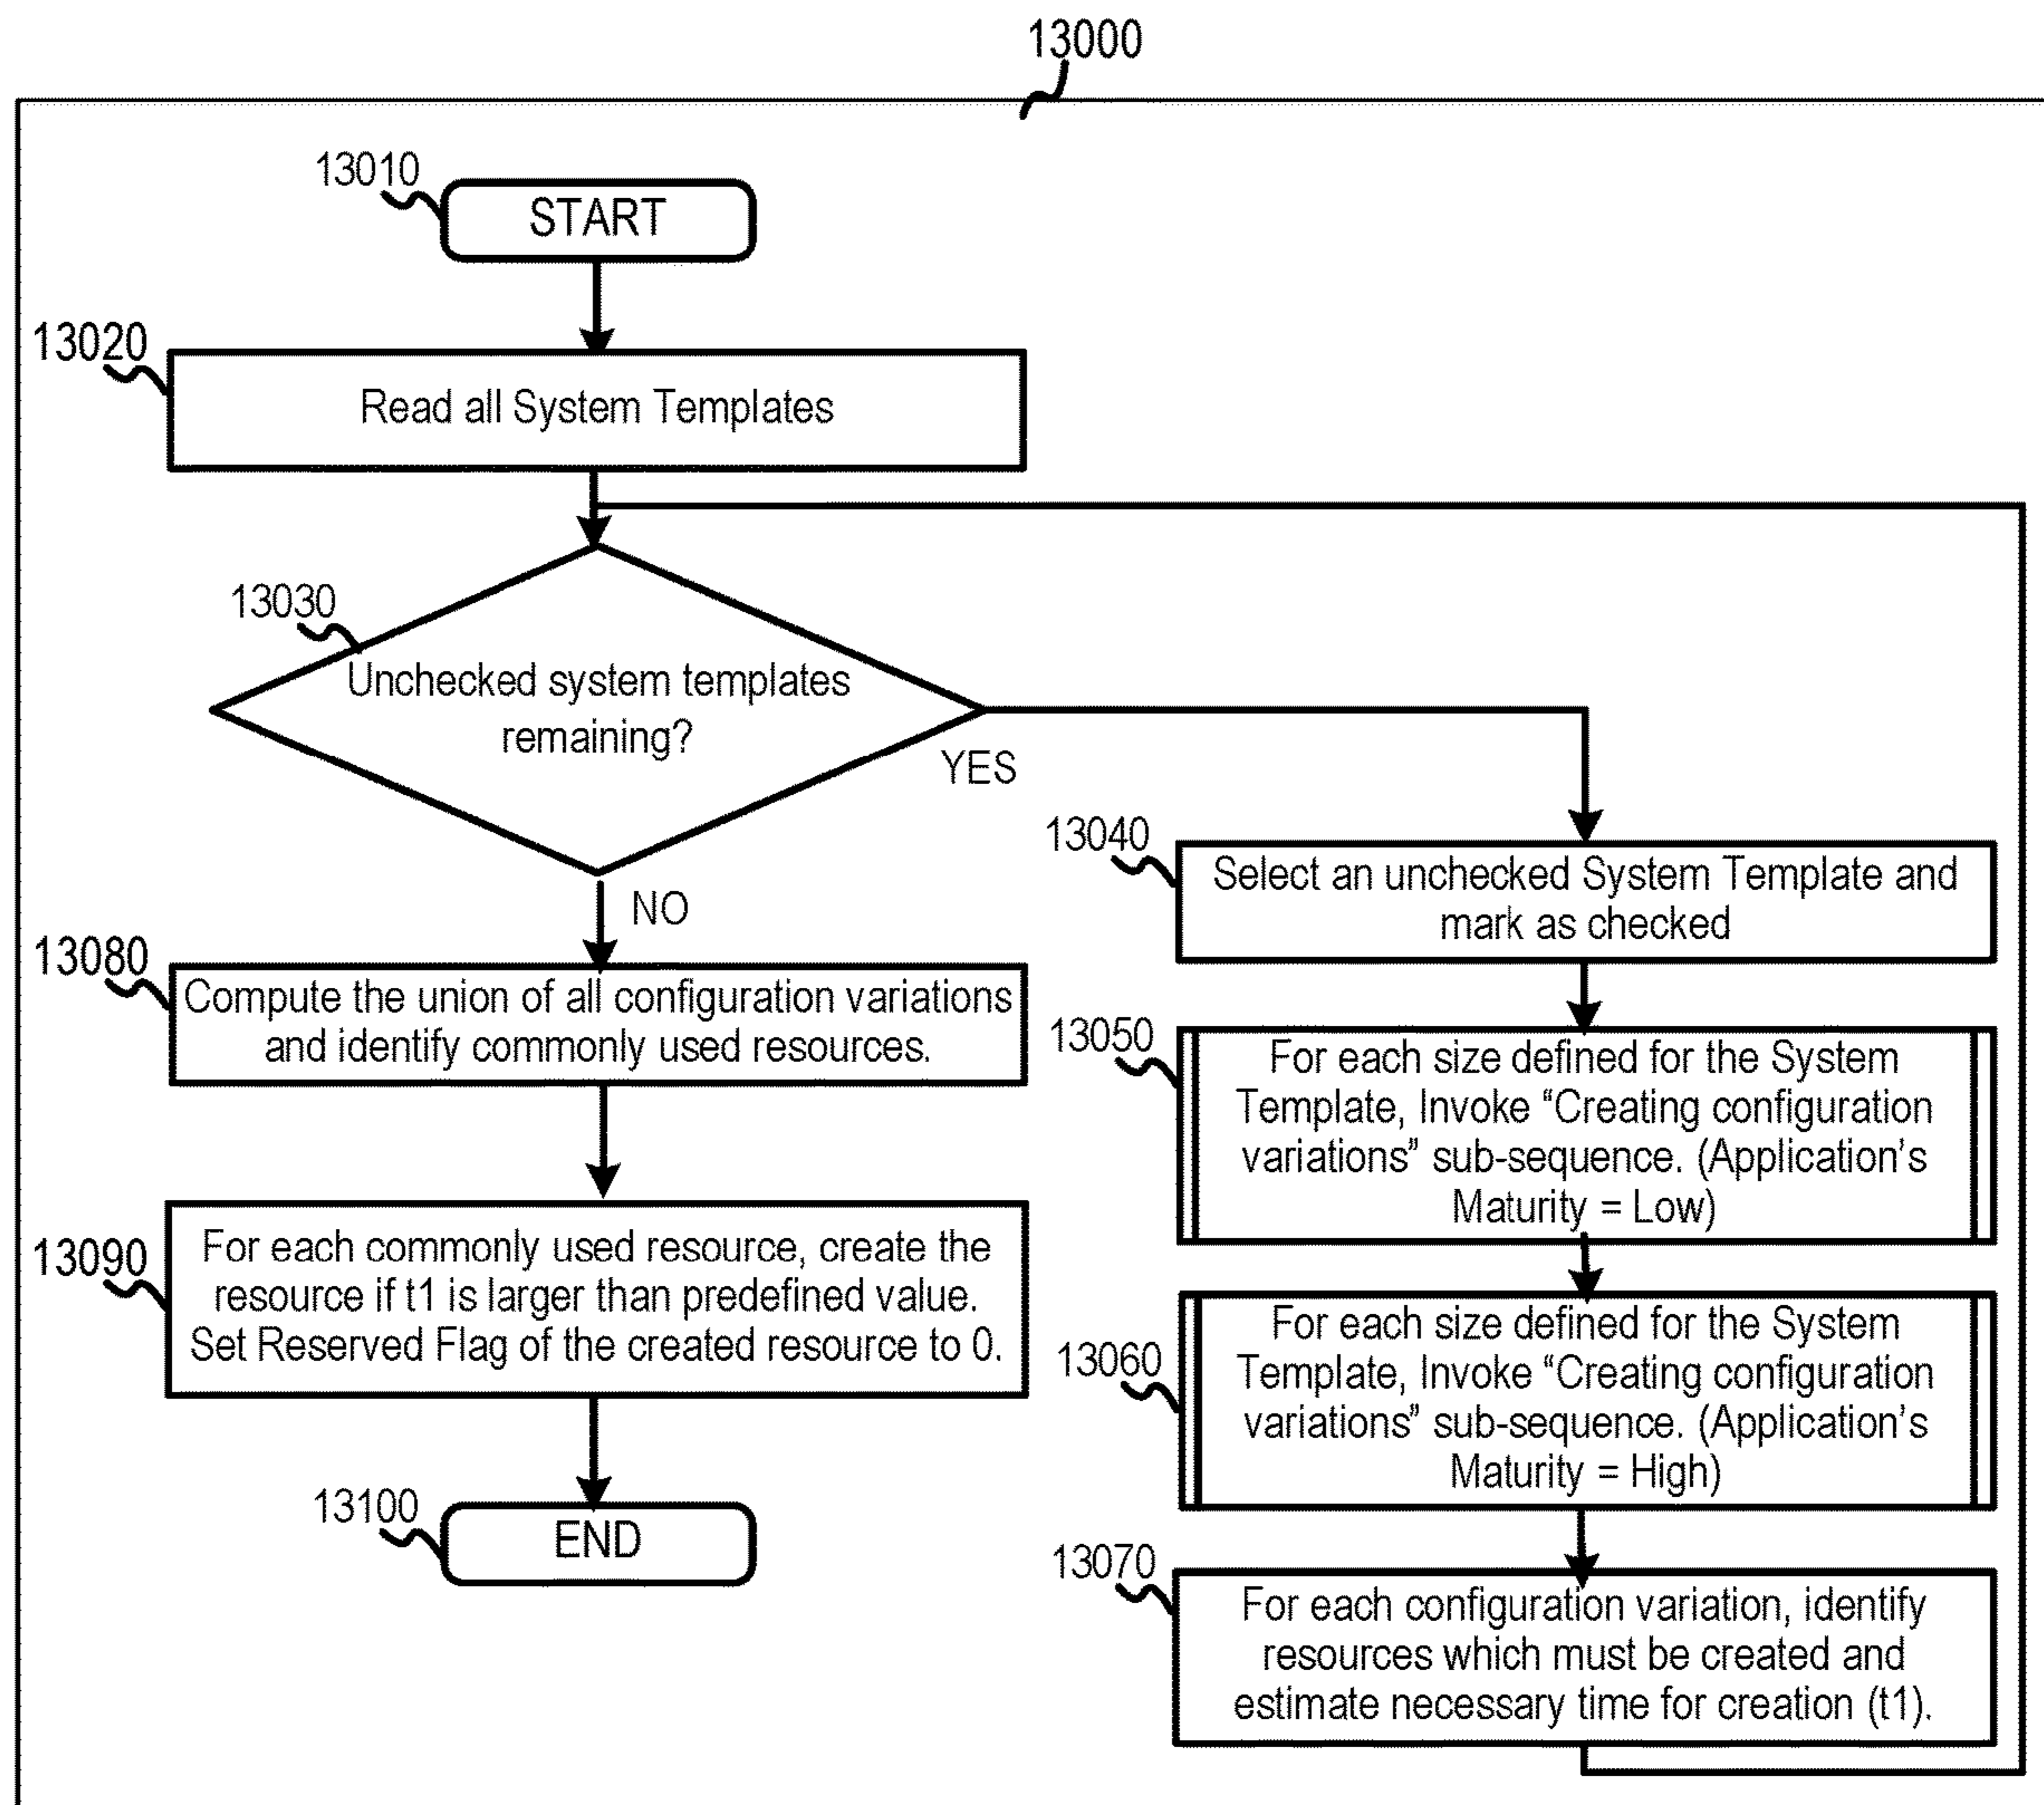 13000
13010
START
13020
Read all System Templates
13030
Unchecked system templates
remaining?
YES
NO
13040
Select an unchecked System Template and
mark as checked
13050
For each size defined for the System
Template, Invoke “Creating configuration
variations” sub-sequence. (Application’s
Maturity = Low)
13060
For each size defined for the System
Template, Invoke “Creating configuration
variations” sub-sequence. (Application’s
Maturity = High)
13070
For each configuration variation, identify
resources which must be created and
estimate necessary time for creation (t1).
13080
Compute the union of all configuration variations
and identify commonly used resources.
13090
For each commonly used resource, create the
resource if t1 is larger than predefined value.
Set Reserved Flag of the created resource to 0.
13100
END